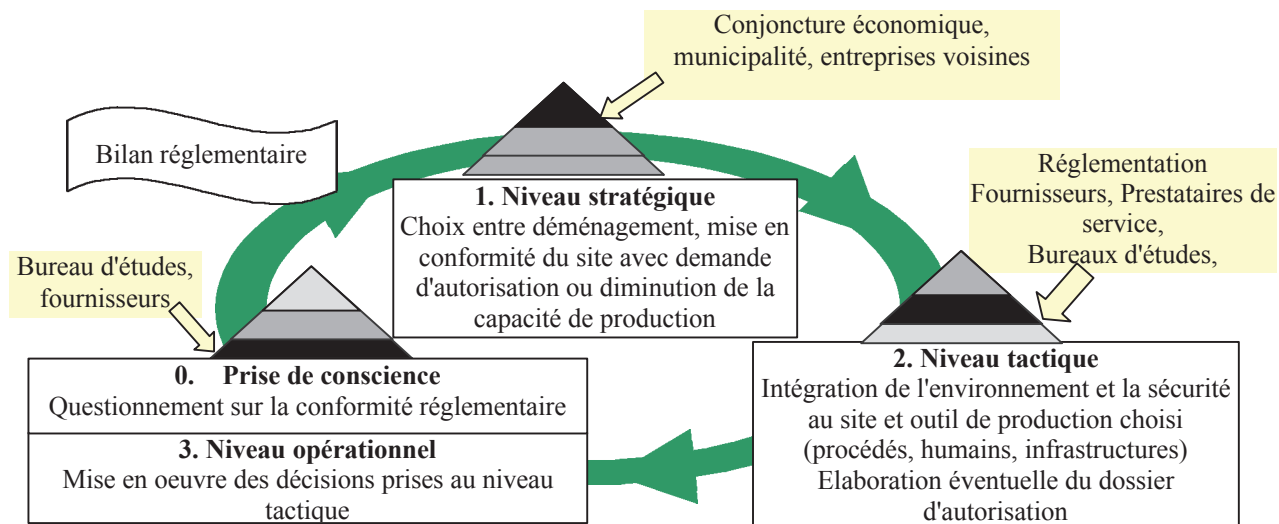 Conjoncture économique,
municipalité, entreprises voisines
Bilan réglementaire
Bureau d'études,
fournisseurs
1. Niveau stratégique
Choix entre déménagement, mise en
conformité du site avec demande
d'autorisation ou diminution de la
capacité de production
Réglementation
Fournisseurs, Prestataires de
service,
Bureaux d'études,
0. Prise de conscience
Questionnement sur la conformité réglementaire
3. Niveau opérationnel
Mise en oeuvre des décisions prises au niveau
tactique
2. Niveau tactique
Intégration de l'environnement et la sécurité
au site et outil de production choisi
(procédés, humains, infrastructures)
Elaboration éventuelle du dossier
d'autorisation